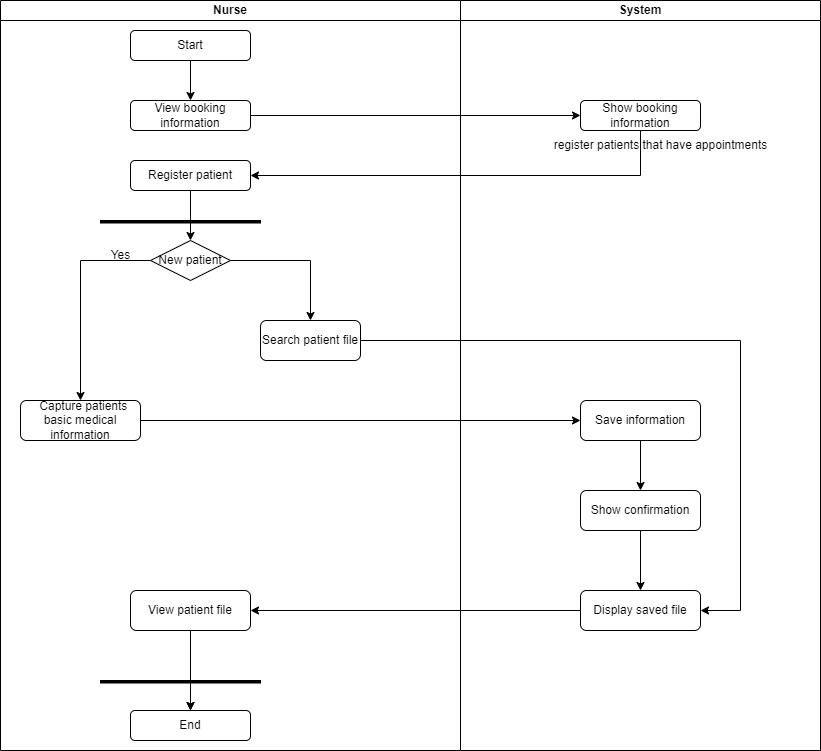 Nurse
System
Start
View booking
information
Show booking
information
register patients that have appointments
Register patient
Yes
New patient
Search patient file
Capture patients
basic medical
information
Save information
Show confirmation
View patient file
Display saved file
End